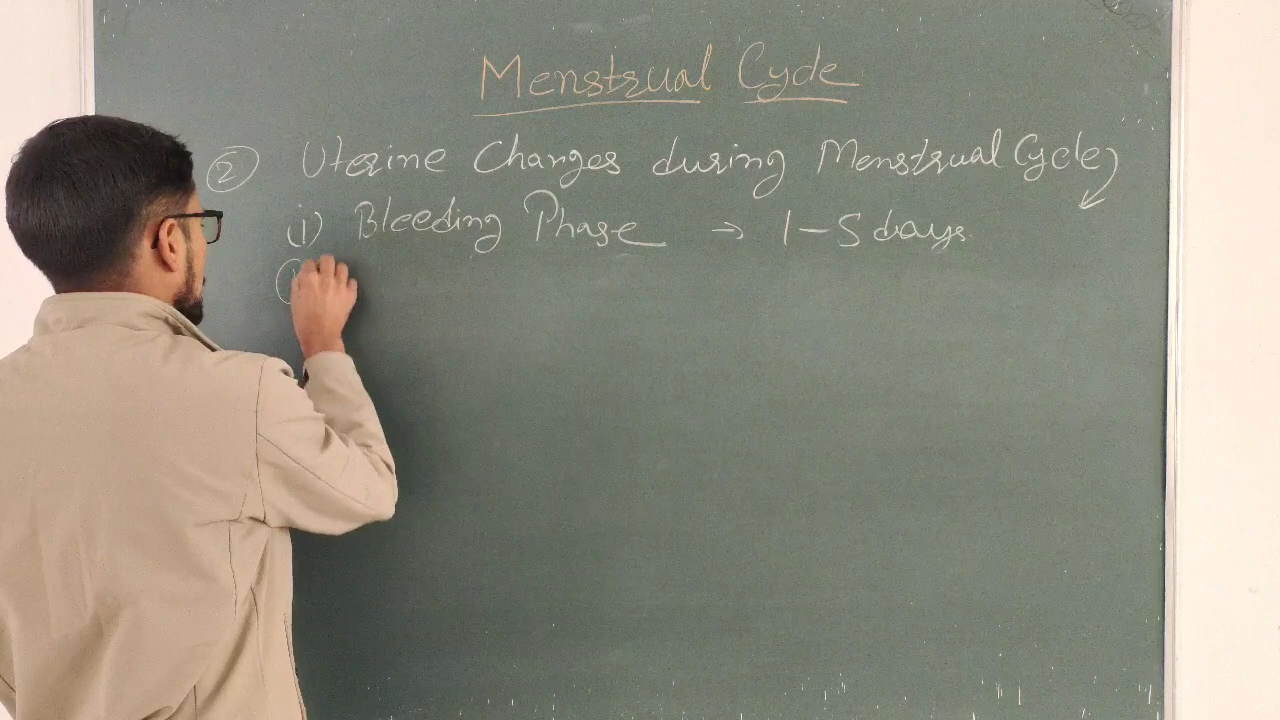 Menstrual Cycle
② Uterine Changes during Menstrual Cycle
(i) Bleeding Phase → 1-5 days